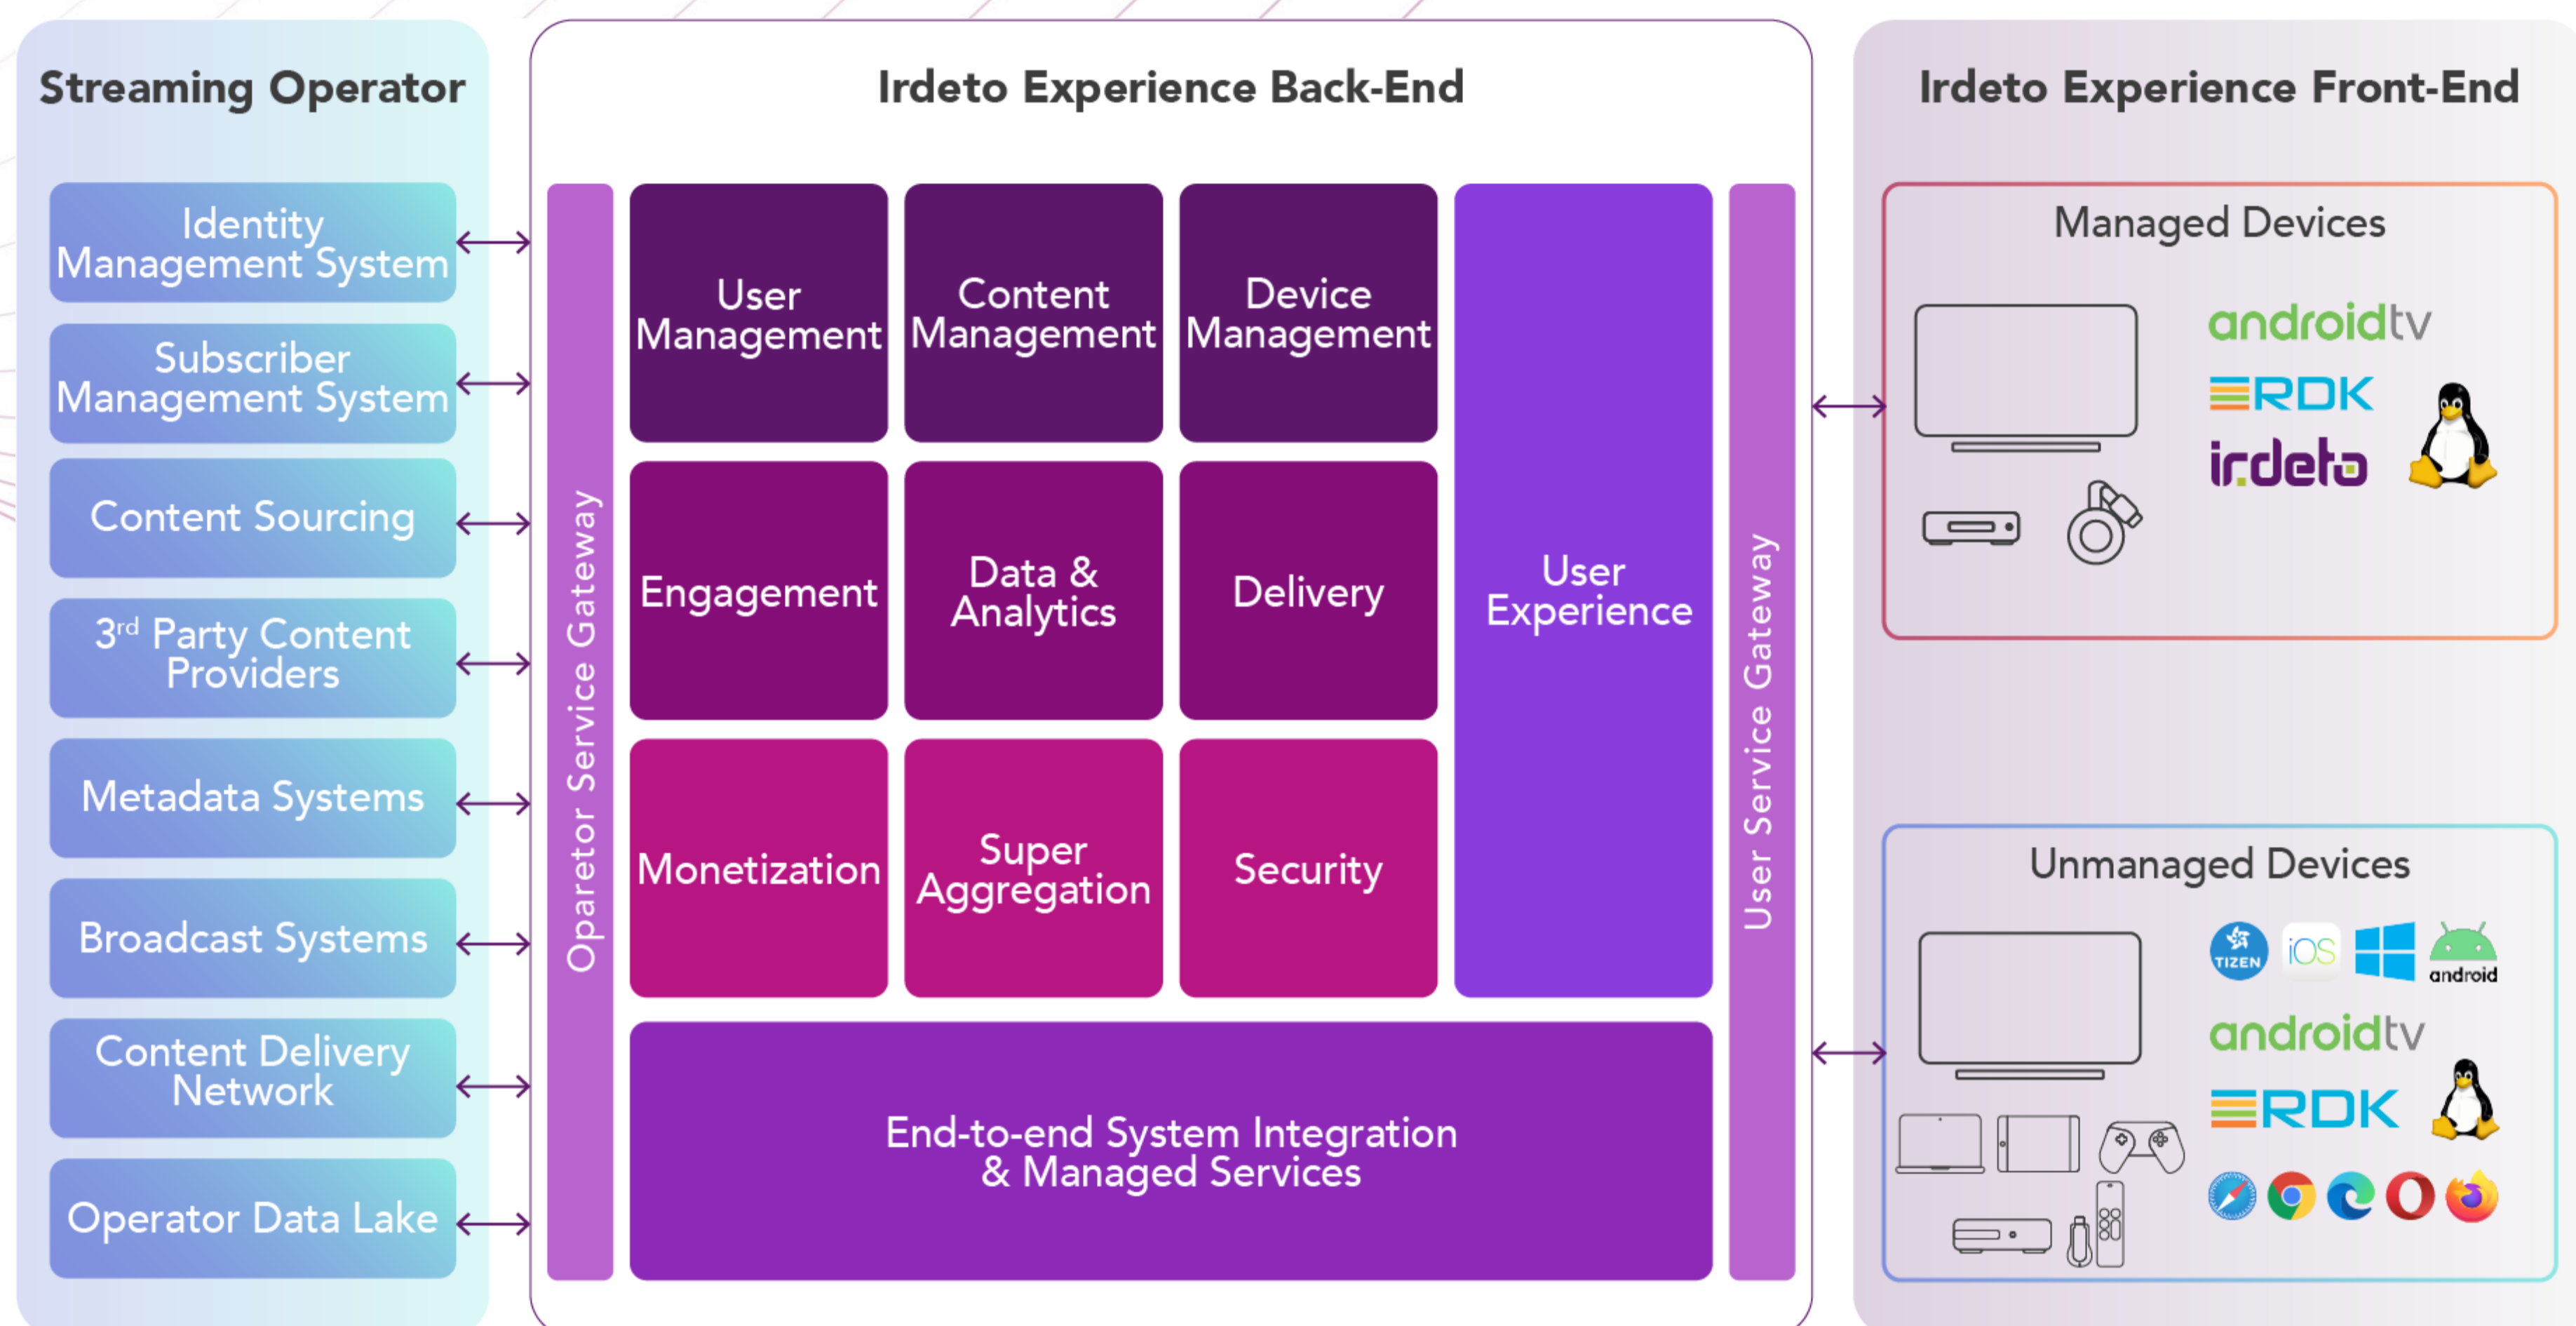 Streaming Operator
Identity
Management System
Subscriber
Management System
Content Sourcing
3rd Party Content
Providers
Metadata Systems
Broadcast Systems
Content Delivery
Network
Operator Data Lake
Irdeto Experience Back-End
Oparetor Service Gateway
User
Management
Content
Management
Device
Management
Engagement
Data &
Analytics
Delivery
Monetization
Super
Aggregation
Security
User
Experience
End-to-end System Integration
& Managed Services
User Service Gateway
Irdeto Experience Front-End
Managed Devices
androidtv
RDK
irdeto
Unmanaged Devices
TIZEN
iOS
android
androidtv
RDK